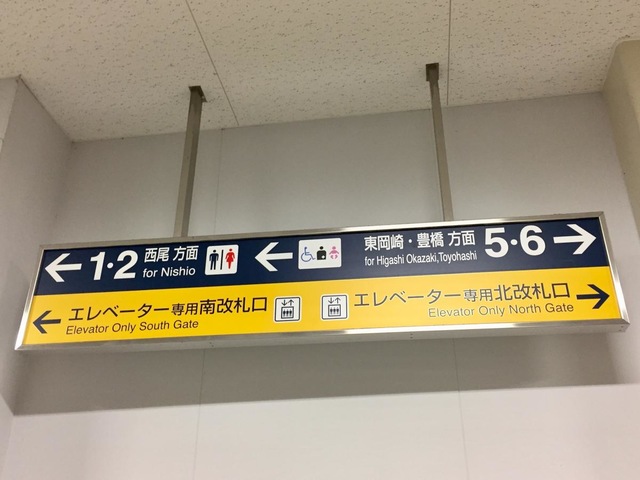 1・2 西尾 方面
for Nishio
東岡崎・豊橋 方面 5・6
for Higashi Okazaki,Toyohashi
エレベーター専用南改札口
Elevator Only South Gate
エレベーター専用北改札口
Elevator Only North Gate